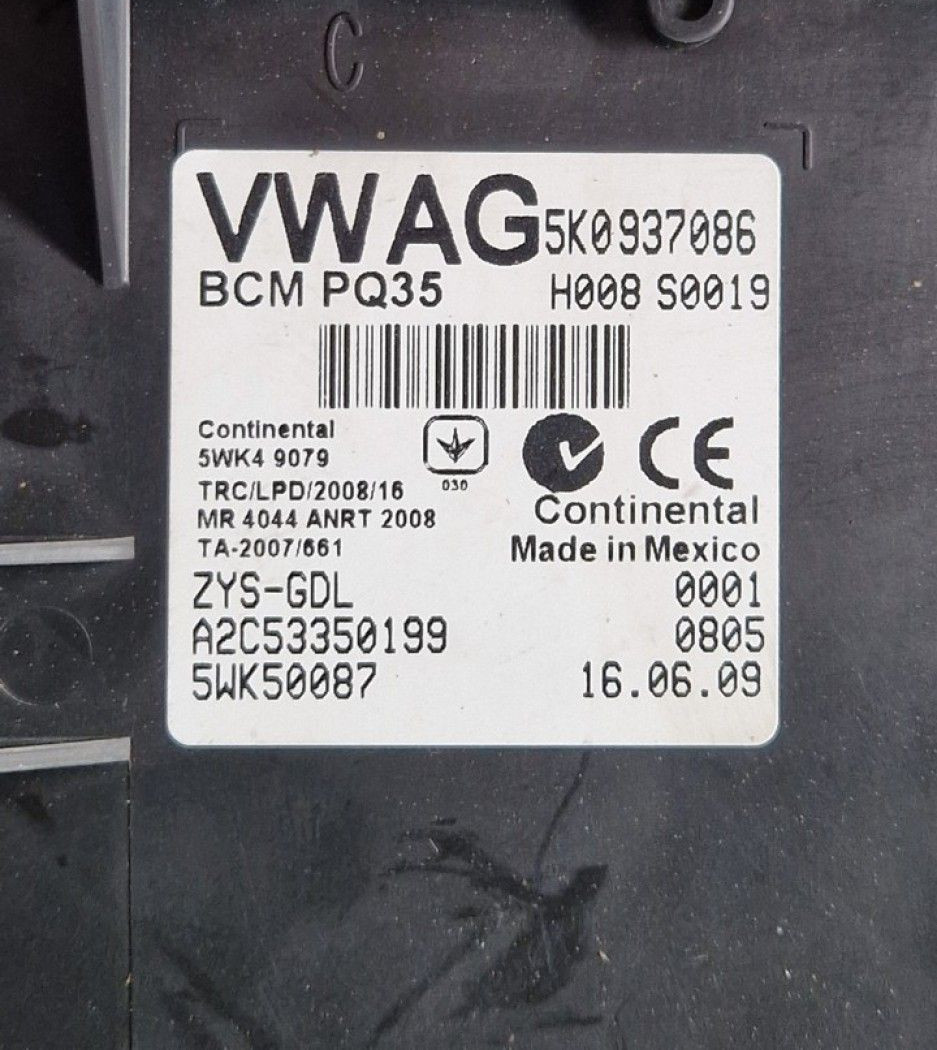 C
VWAG 5K0937086
BCM PQ35 H008 S0019
Continental
5WK4 9079
TRC/LPD/2008/16
MR 4044 ANRT 2008
TA-2007/661
030
CE
Continental
Made in Mexico
ZYS-GDL 0001
A2C53350199 0805
5WK50087 16.06.09